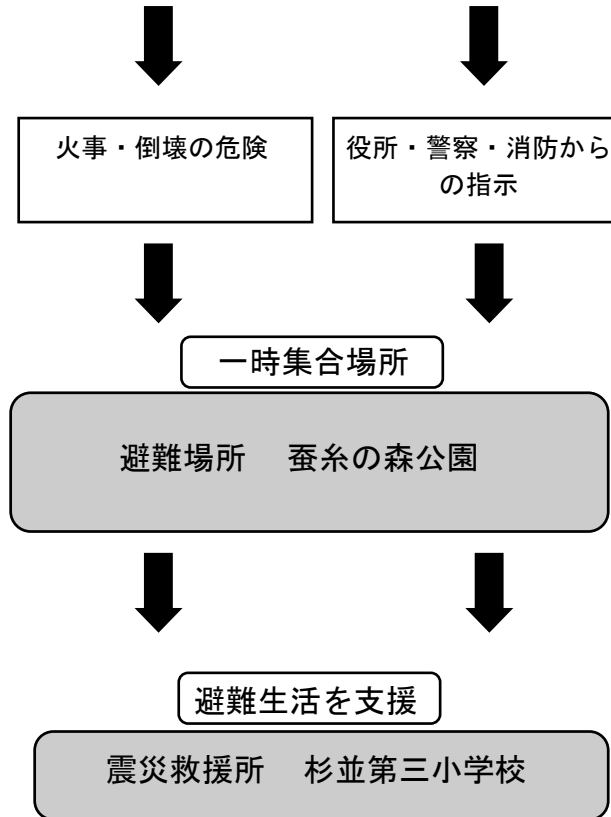 火事・倒壊の危険
役所・警察・消防から
の指示
一時集合場所
避難場所　蚕糸の森公園
避難生活を支援
震災救援所　杉並第三小学校